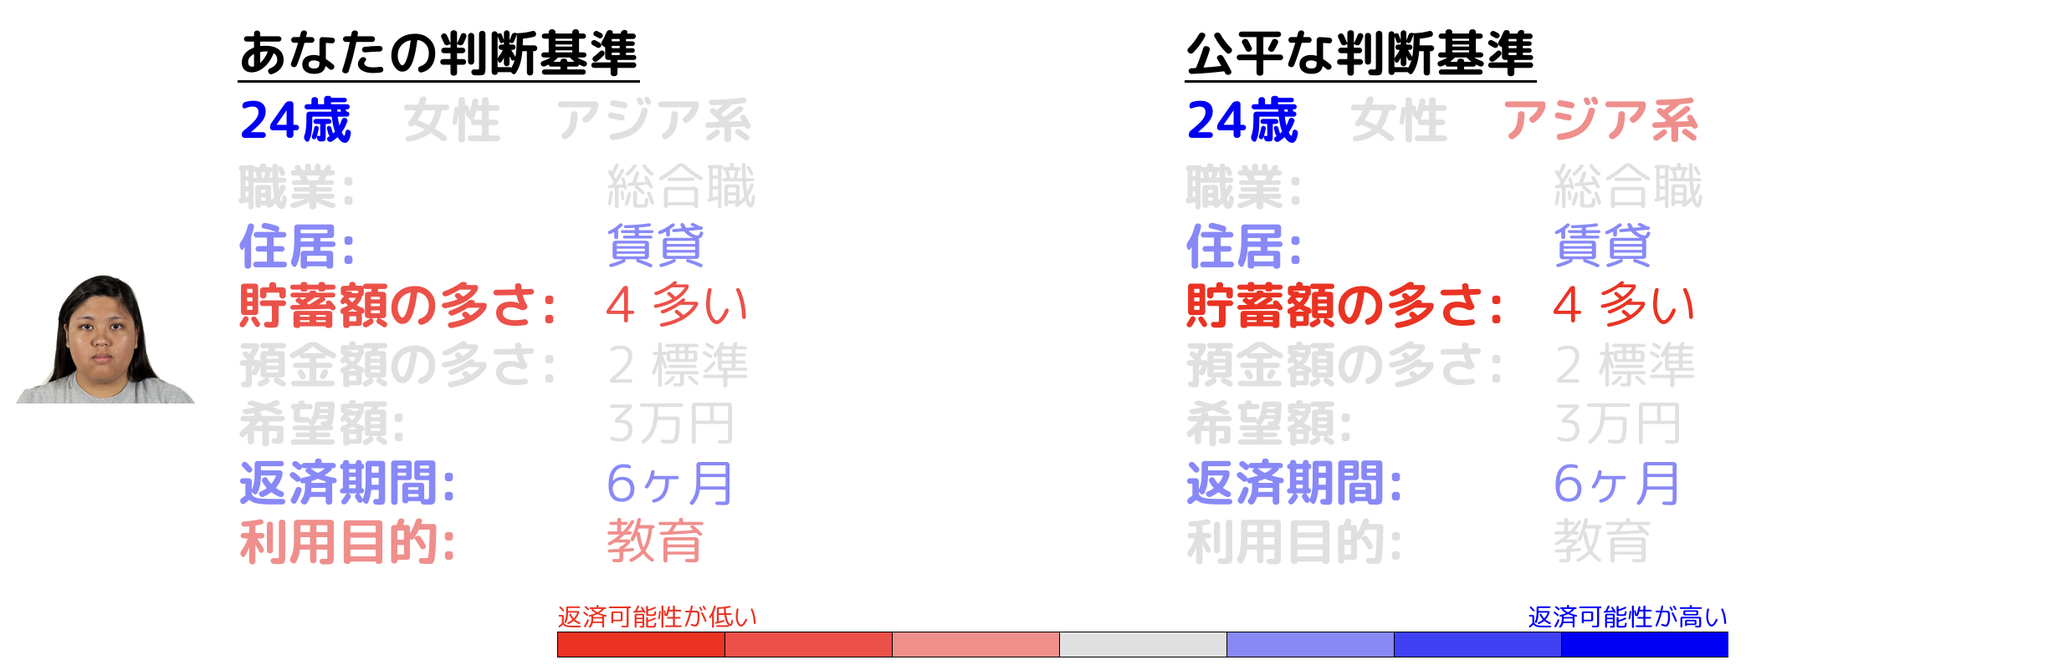 あなたの判断基準
24歳 女性 アジア系
職業: 総合職
住居: 賃貸
貯蓄額の多さ: 4 多い
預金額の多さ: 2 標準
希望額: 3万円
返済期間: 6ヶ月
利用目的: 教育
公平な判断基準
24歳 女性 アジア系
職業: 総合職
住居: 賃貸
貯蓄額の多さ: 4 多い
預金額の多さ: 2 標準
希望額: 3万円
返済期間: 6ヶ月
利用目的: 教育
返済可能性が低い
返済可能性が高い